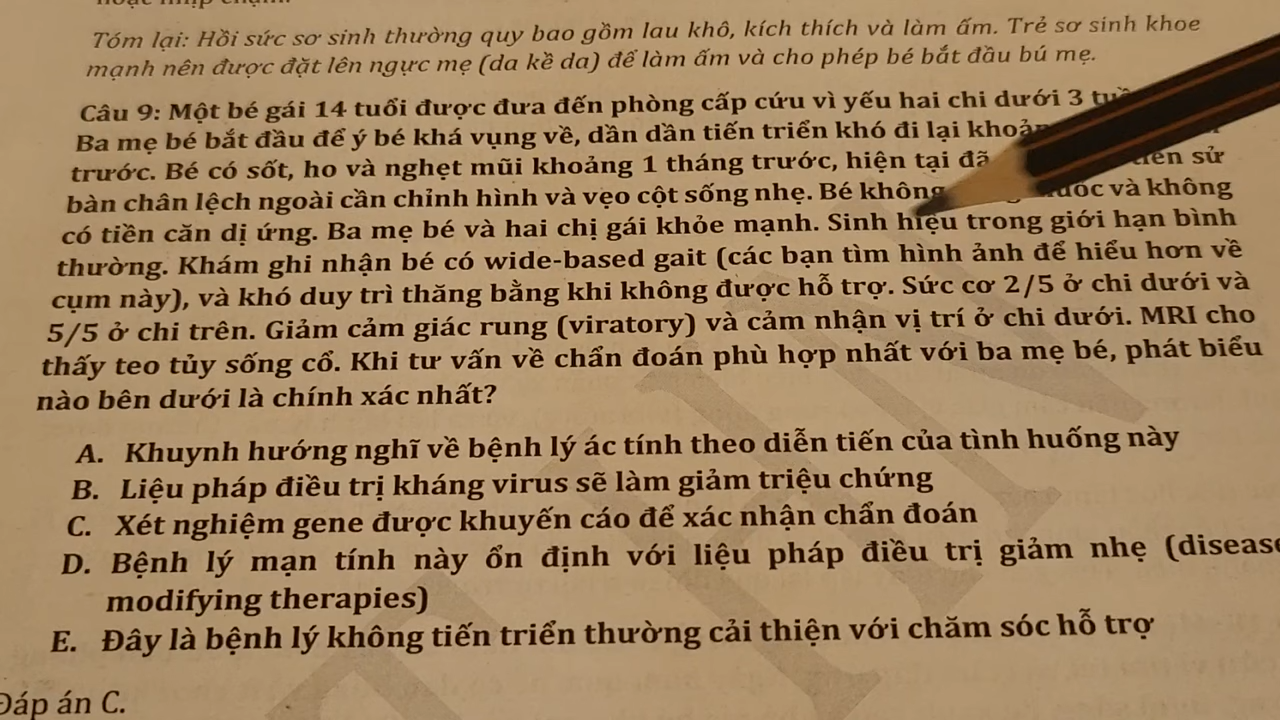 Tóm lại: Hồi sức sơ sinh thường quy bao gồm lau khô, kích thích và làm ấm. Trẻ sơ sinh khoẻ
mạnh nên được đặt lên ngực mẹ (da kề da) để làm ấm và cho phép bé bắt đầu bú mẹ.
Câu 9: Một bé gái 14 tuổi được đưa đến phòng cấp cứu vì yếu hai chi dưới 3
Ba mẹ bé bắt đầu để ý bé khá vụng về, dần dần tiến triển khó đi lại
trước. Bé có sốt, ho và nghẹt mũi khoảng 1 tháng trước, hiện tại đã sử
bàn chân lệch ngoài cần chỉnh hình và vẹo cột sống nhẹ. Bé không và không
có tiền căn dị ứng. Ba mẹ bé và hai chị gái khỏe mạnh. Sinh hiệu trong giới hạn bình
thường. Khám ghi nhận bé có wide-based gait (các bạn tìm hình ảnh để hiểu hơn về
cụm này), và khó duy trì thăng bằng khi không được hỗ trợ. Sức cơ 2/5 ở chi dưới và
5/5 ở chi trên. Giảm cảm giác rung (viratory) và cảm nhận vị trí ở chi dưới. MRI cho
thấy teo tủy sống cổ. Khi tư vấn về chẩn đoán phù hợp nhất với ba mẹ bé, phát biểu
nào bên dưới là chính xác nhất?
A. Khuynh hướng nghĩ về bệnh lý ác tính theo diễn tiến của tình huống này
B. Liệu pháp điều trị kháng virus sẽ làm giảm triệu chứng
C. Xét nghiệm gene được khuyến cáo để xác nhận chẩn đoán
D. Bệnh lý mạn tính này ổn định với liệu pháp điều trị giảm nhẹ (disease
modifying therapies)
E. Đây là bệnh lý không tiến triển thường cải thiện với chăm sóc hỗ trợ
Đáp án C.